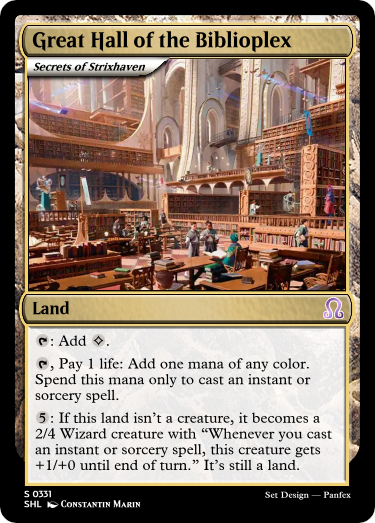 Great Hall of the Biblioplex
Secrets of Strixhaven
Land
: Add .
, Pay 1 life: Add one mana of any color.
Spend this mana only to cast an instant or
sorcery spell.
5: If this land isn't a creature, it becomes a
2/4 Wizard creature with “Whenever you cast
an instant or sorcery spell, this creature gets
+1/+0 until end of turn.” It's still a land.
S 0331
SHL Constantin Marin
Set Design — Panfex